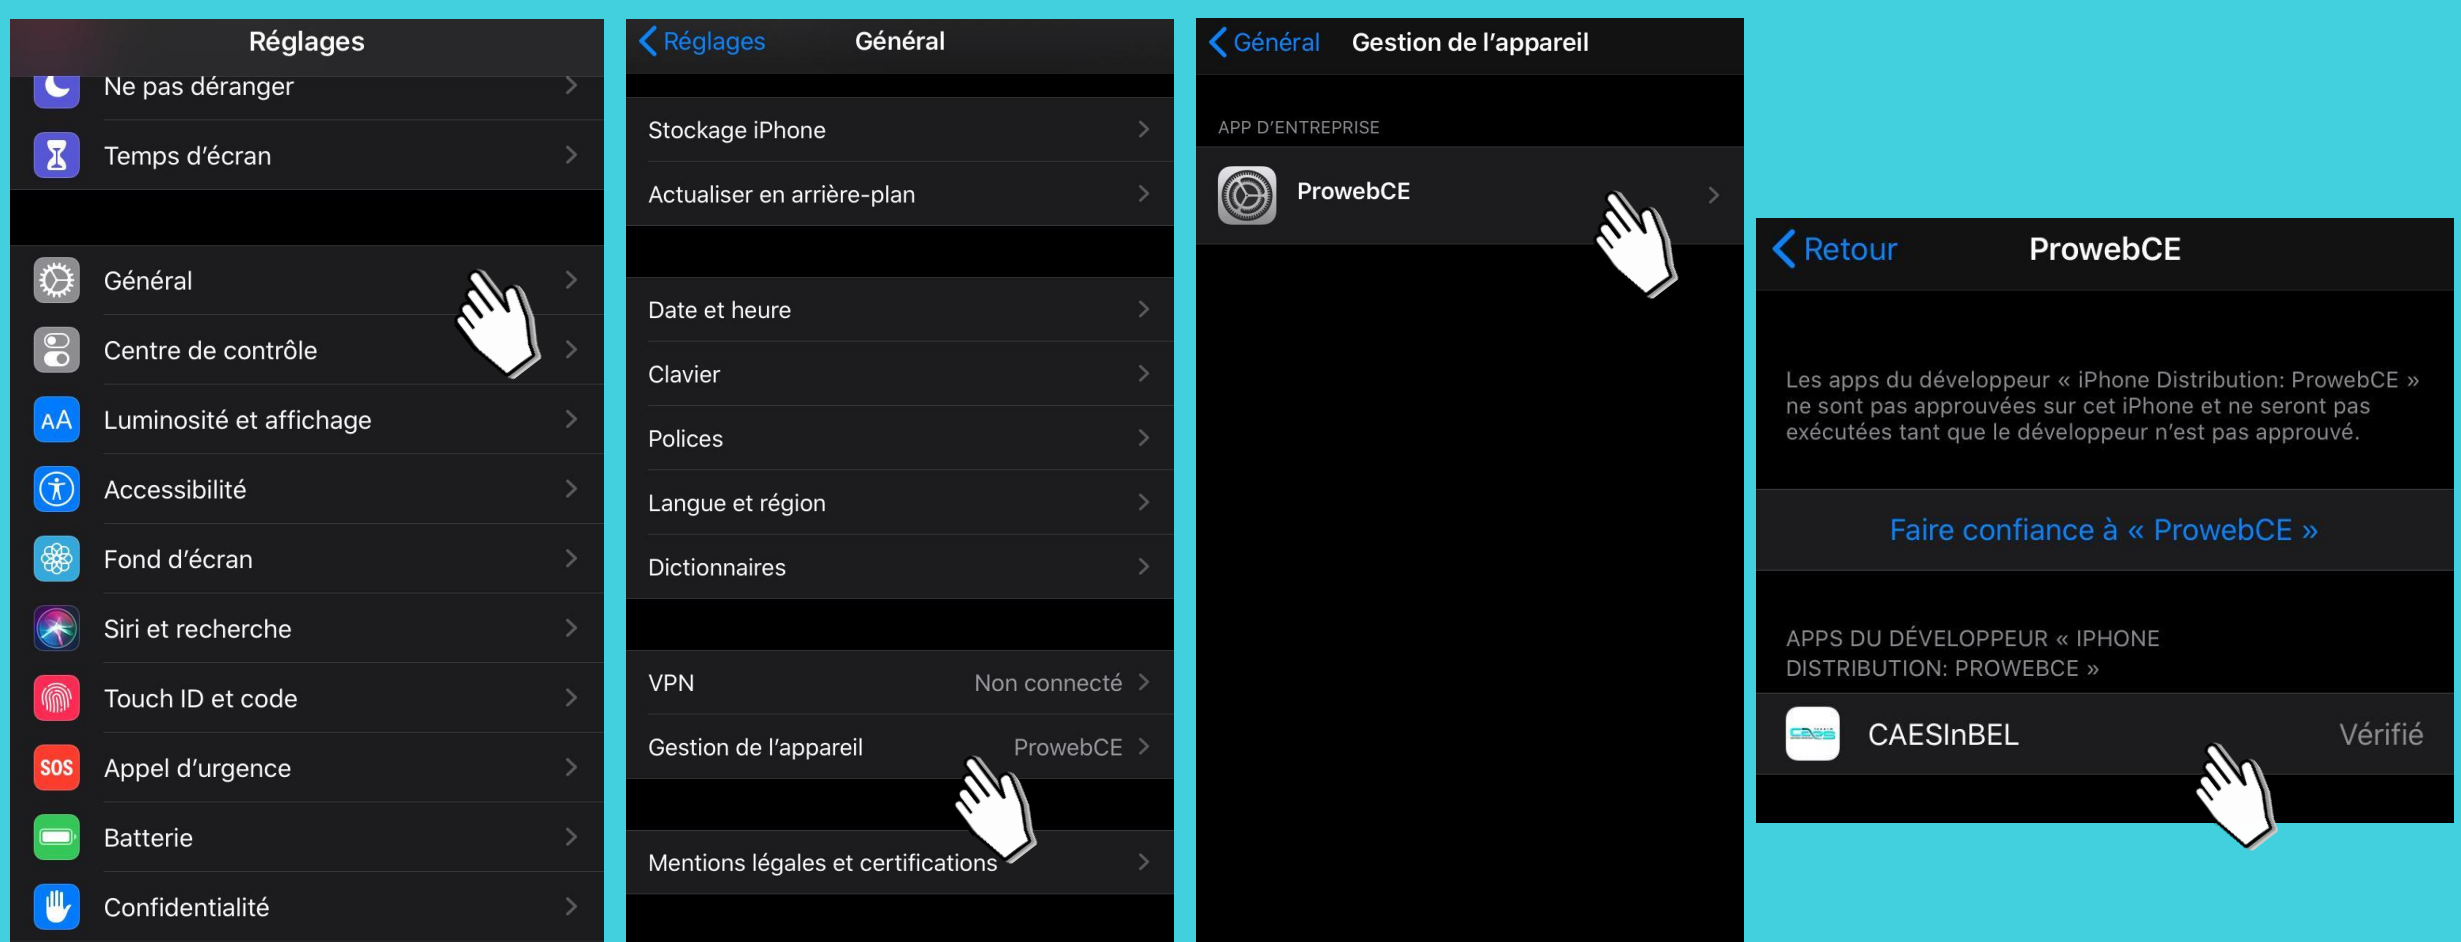 Réglages
Ne pas déranger
Temps d’écran
Général
Centre de contrôle
AA
Luminosité et affichage
Accessibilité
Fond d’écran
Siri et recherche
Touch ID et code
SOS
Appel d’urgence
Batterie
Confidentialité
Réglages
Général
Stockage iPhone
Actualiser en arrière-plan
Date et heure
Clavier
Polices
Langue et région
Dictionnaires
VPN
Non connecté
Gestion de l’appareil
ProwebCE
Mentions légales et certifications
Général
Gestion de l’appareil
APP D’ENTREPRISE
ProwebCE
Retour
ProwebCE
Les apps du développeur « iPhone Distribution: ProwebCE »
ne sont pas approuvées sur cet iPhone et ne seront pas
exécutées tant que le développeur n’est pas approuvé.
Faire confiance à « ProwebCE »
APPS DU DÉVELOPPEUR « IPHONE
DISTRIBUTION: PROWEBCE »
caes
CAESInBEL
Vérifié